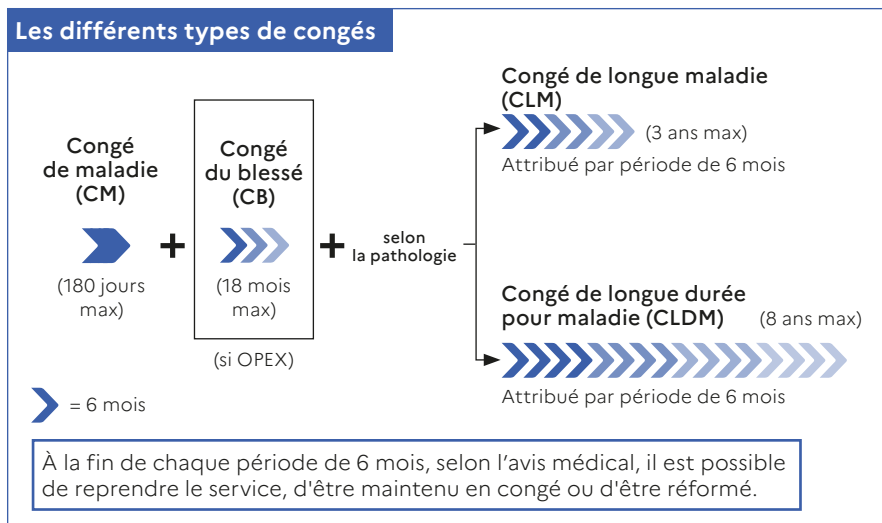 Les différents types de congés
Congé
de maladie
(CM)
(180 jours
max)
+
Congé
du blessé
(CB)
(18 mois
max)
(si OPEX)
+
selon
la pathologie
Congé de longue maladie
(CLM)
(3 ans max)
Attribué par période de 6 mois
Congé de longue durée
pour maladie (CLDM) (8 ans max)
Attribué par période de 6 mois
= 6 mois
À la fin de chaque période de 6 mois, selon l’avis médical, il est possible
de reprendre le service, d'être maintenu en congé ou d'être réformé.